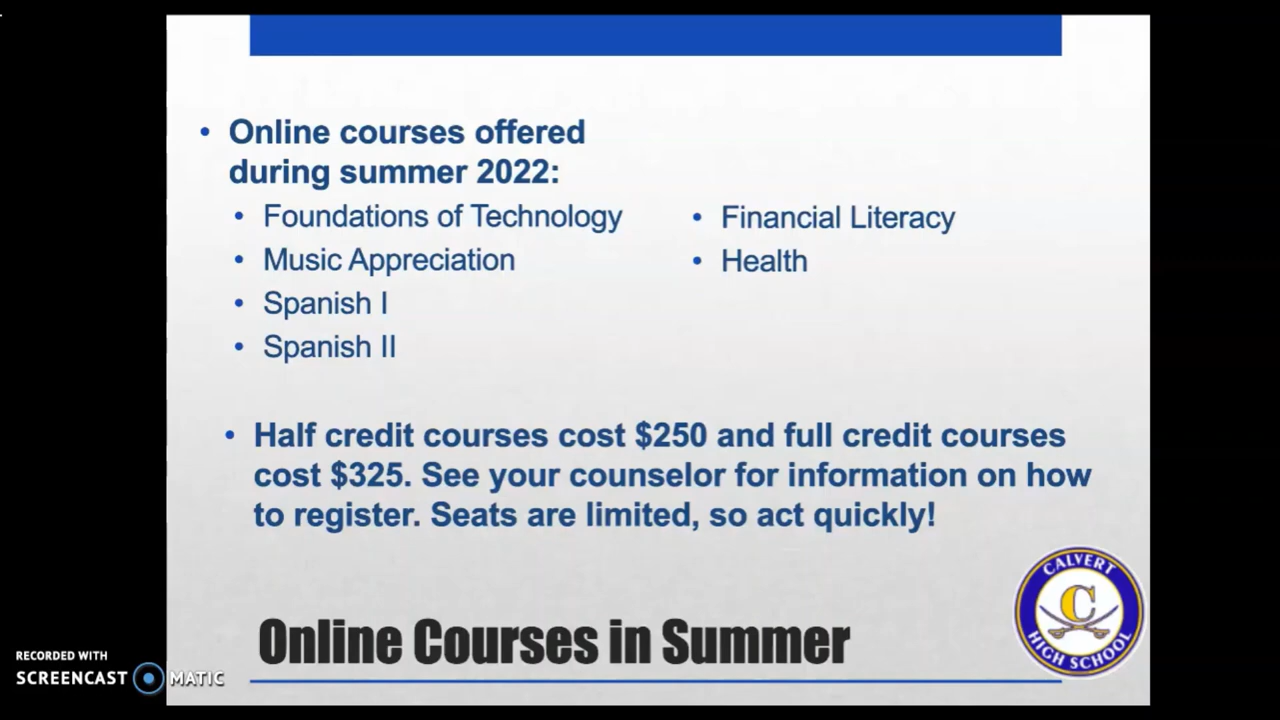 Online courses offered
during summer 2022:
Foundations of Technology
Music Appreciation
Spanish I
Spanish II
Financial Literacy
Health
Half credit courses cost $250 and full credit courses
cost $325. See your counselor for information on how
to register. Seats are limited, so act quickly!
Online Courses in Summer
CALVERT
C
HIGH SCHOOL
RECORDED WITH
SCREENCAST MATIC